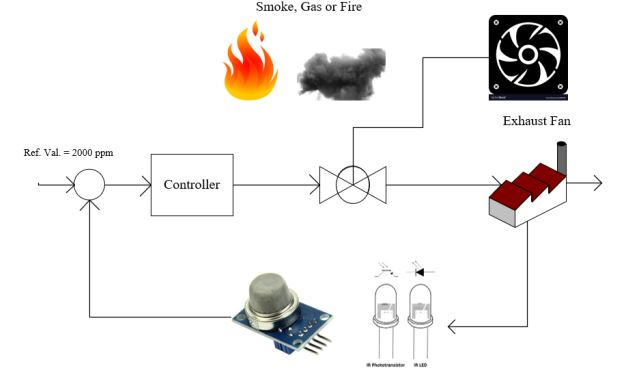 Smoke, Gas or Fire
Exhaust Fan
Ref. Val. = 2000 ppm
Controller
IR Phototransistor
IR LED